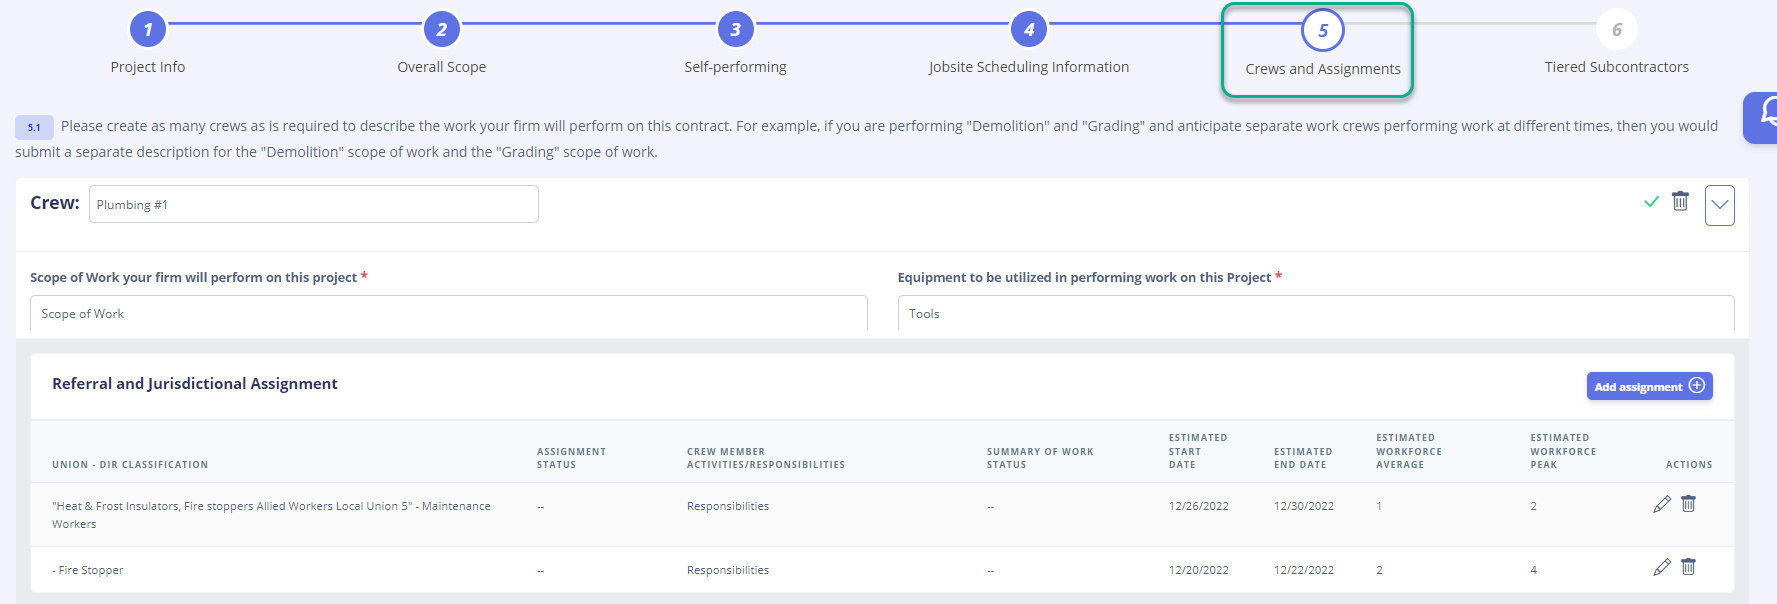 1 2 3 4 5 6
Project Info Overall Scope Self-performing Jobsite Scheduling Information Crews and Assignments Tiered Subcontractors
5.1 Please create as many crews as is required to describe the work your firm will perform on this contract. For example, if you are performing "Demolition" and "Grading" and anticipate separate work crews performing work at different times, then you would
submit a separate description for the "Demolition" scope of work and the "Grading" scope of work.
Crew: Plumbing #1
Scope of Work your firm will perform on this project * Equipment to be utilized in performing work on this Project *
Scope of Work Tools
Referral and Jurisdictional Assignment Add assignment
UNION - DIR CLASSIFICATION
ASSIGNMENT
STATUS
CREW MEMBER
ACTIVITIES/RESPONSIBILITIES
SUMMARY OF WORK
STATUS
ESTIMATED
START
DATE
ESTIMATED
END DATE
ESTIMATED
WORKFORCE
AVERAGE
ESTIMATED
WORKFORCE
PEAK
ACTIONS
"Heat & Frost Insulators, Fire stoppers Allied Workers Local Union 5" - Maintenance
Workers
-- Responsibilities -- 12/26/2022 12/30/2022 1 2
- Fire Stopper -- Responsibilities -- 12/20/2022 12/22/2022 2 4